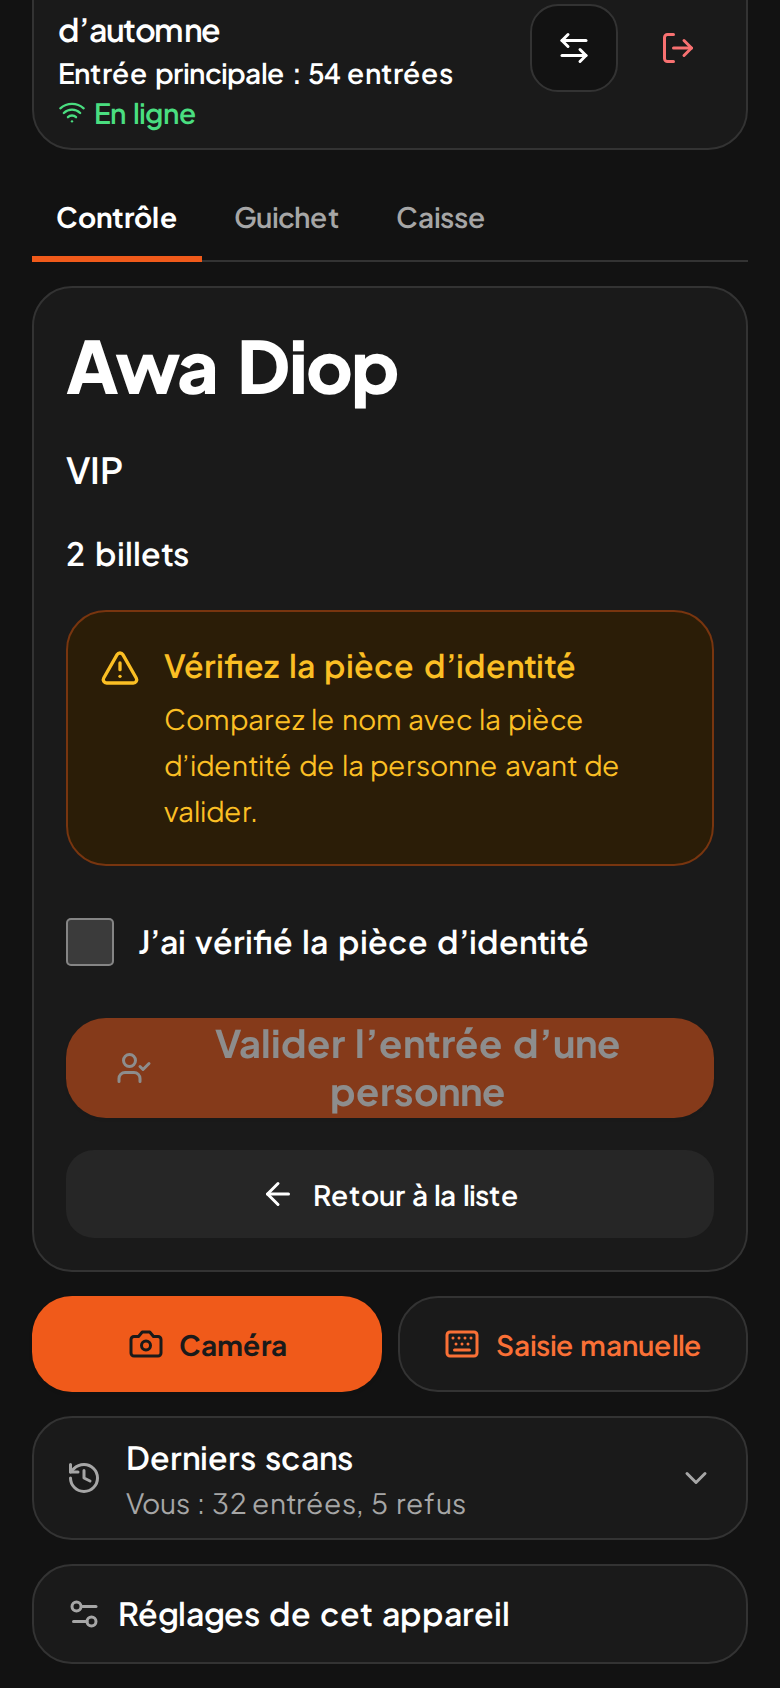 d’automne
Entrée principale : 54 entrées
En ligne
Contrôle
Guichet
Caisse
Awa Diop
VIP
2 billets
Vérifiez la pièce d’identité
Comparez le nom avec la pièce
d’identité de la personne avant de
valider.
J’ai vérifié la pièce d’identité
Valider l’entrée d’une
personne
Retour à la liste
Caméra
Saisie manuelle
Derniers scans
Vous : 32 entrées, 5 refus
Réglages de cet appareil